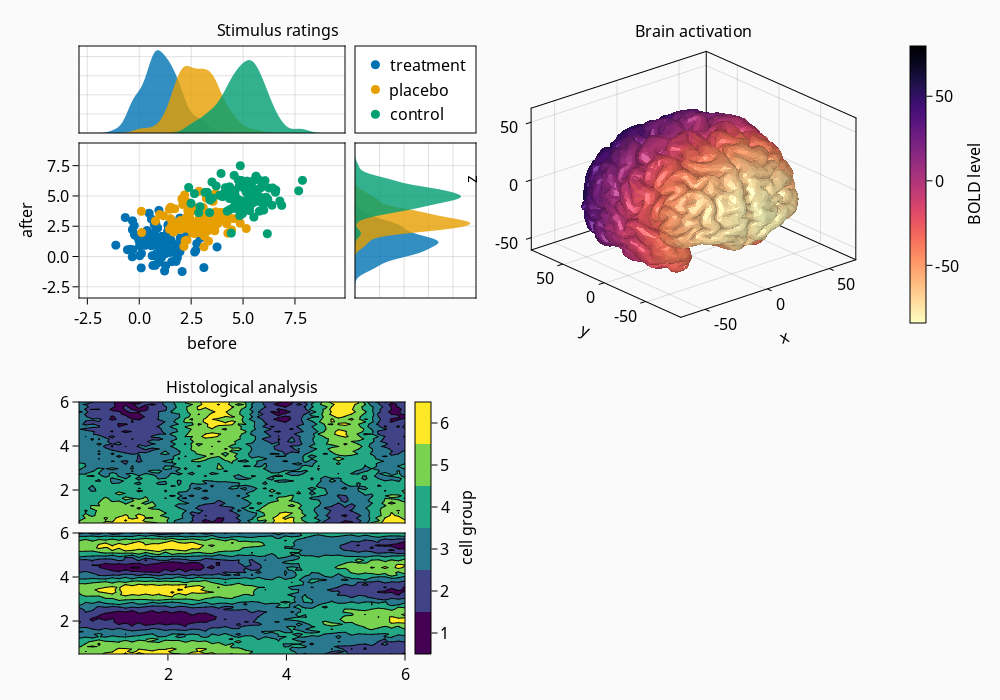 Stimulus ratings
treatment
placebo
control
7.5
5.0
2.5
0.0
-2.5
after
-2.5 0.0 2.5 5.0 7.5
before
Brain activation
50
0
-50
z
50
0
-50
y
-50
0
50
x
50
0
-50
BOLD level
Histological analysis
6
4
2
6
4
2
2 4 6
6
5
4
3
2
1
cell group